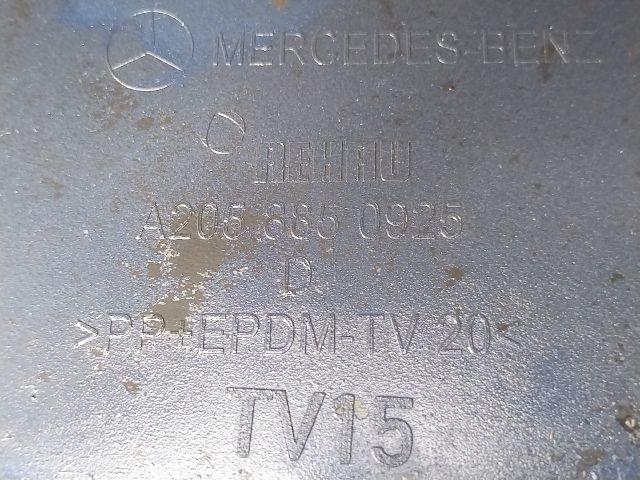 MERCEDES-BENZ
REHAU
A205 885 0925
D
>PP+EPDM-TV 20<
TV15